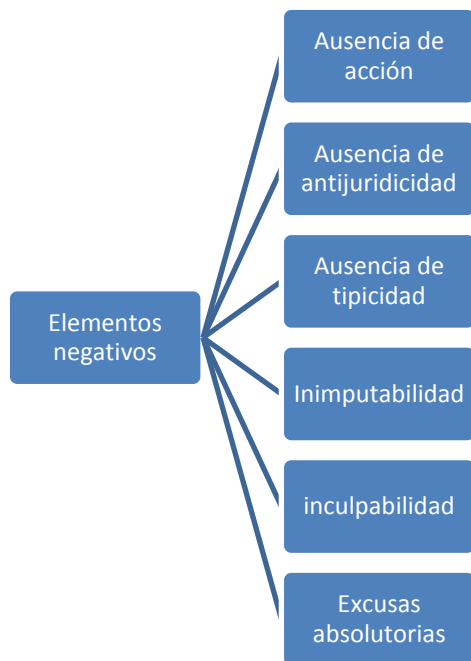 Ausencia de
acción
Ausencia de
antijuridicidad
Ausencia de
tipicidad
Elementos
negativos
Inimputabilidad
inculpabilidad
Excusas
absolutorias